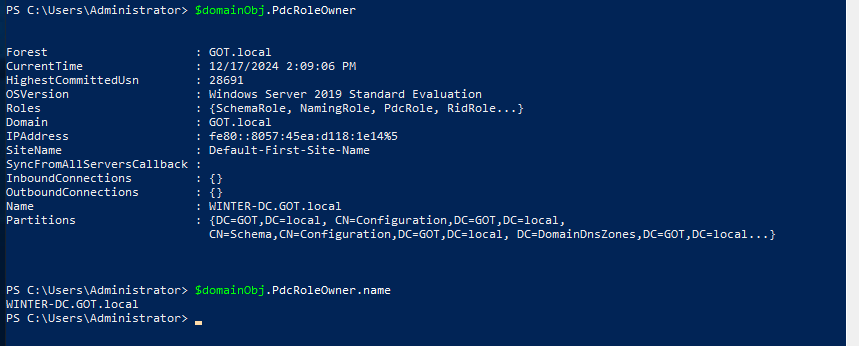 PS C:\Users\Administrator> $domainObj.PdcRoleOwner
Forest : GOT.local
CurrentTime : 12/17/2024 2:09:06 PM
HighestCommittedUsn : 28691
OSVersion : Windows Server 2019 Standard Evaluation
Roles : {SchemaRole, NamingRole, PdcRole, RidRole...}
Domain : GOT.local
IPAddress : fe80::8057:45ea:d118:1e14%5
SiteName : Default-First-Site-Name
SyncFromAllServersCallback :
InboundConnections : {}
OutboundConnections : {}
Name : WINTER-DC.GOT.local
Partitions : {DC=GOT,DC=local, CN=Configuration,DC=GOT,DC=local,
CN=Schema,CN=Configuration,DC=GOT,DC=local, DC=DomainDnsZones,DC=GOT,DC=local...}
PS C:\Users\Administrator> $domainObj.PdcRoleOwner.name
WINTER-DC.GOT.local
PS C:\Users\Administrator>